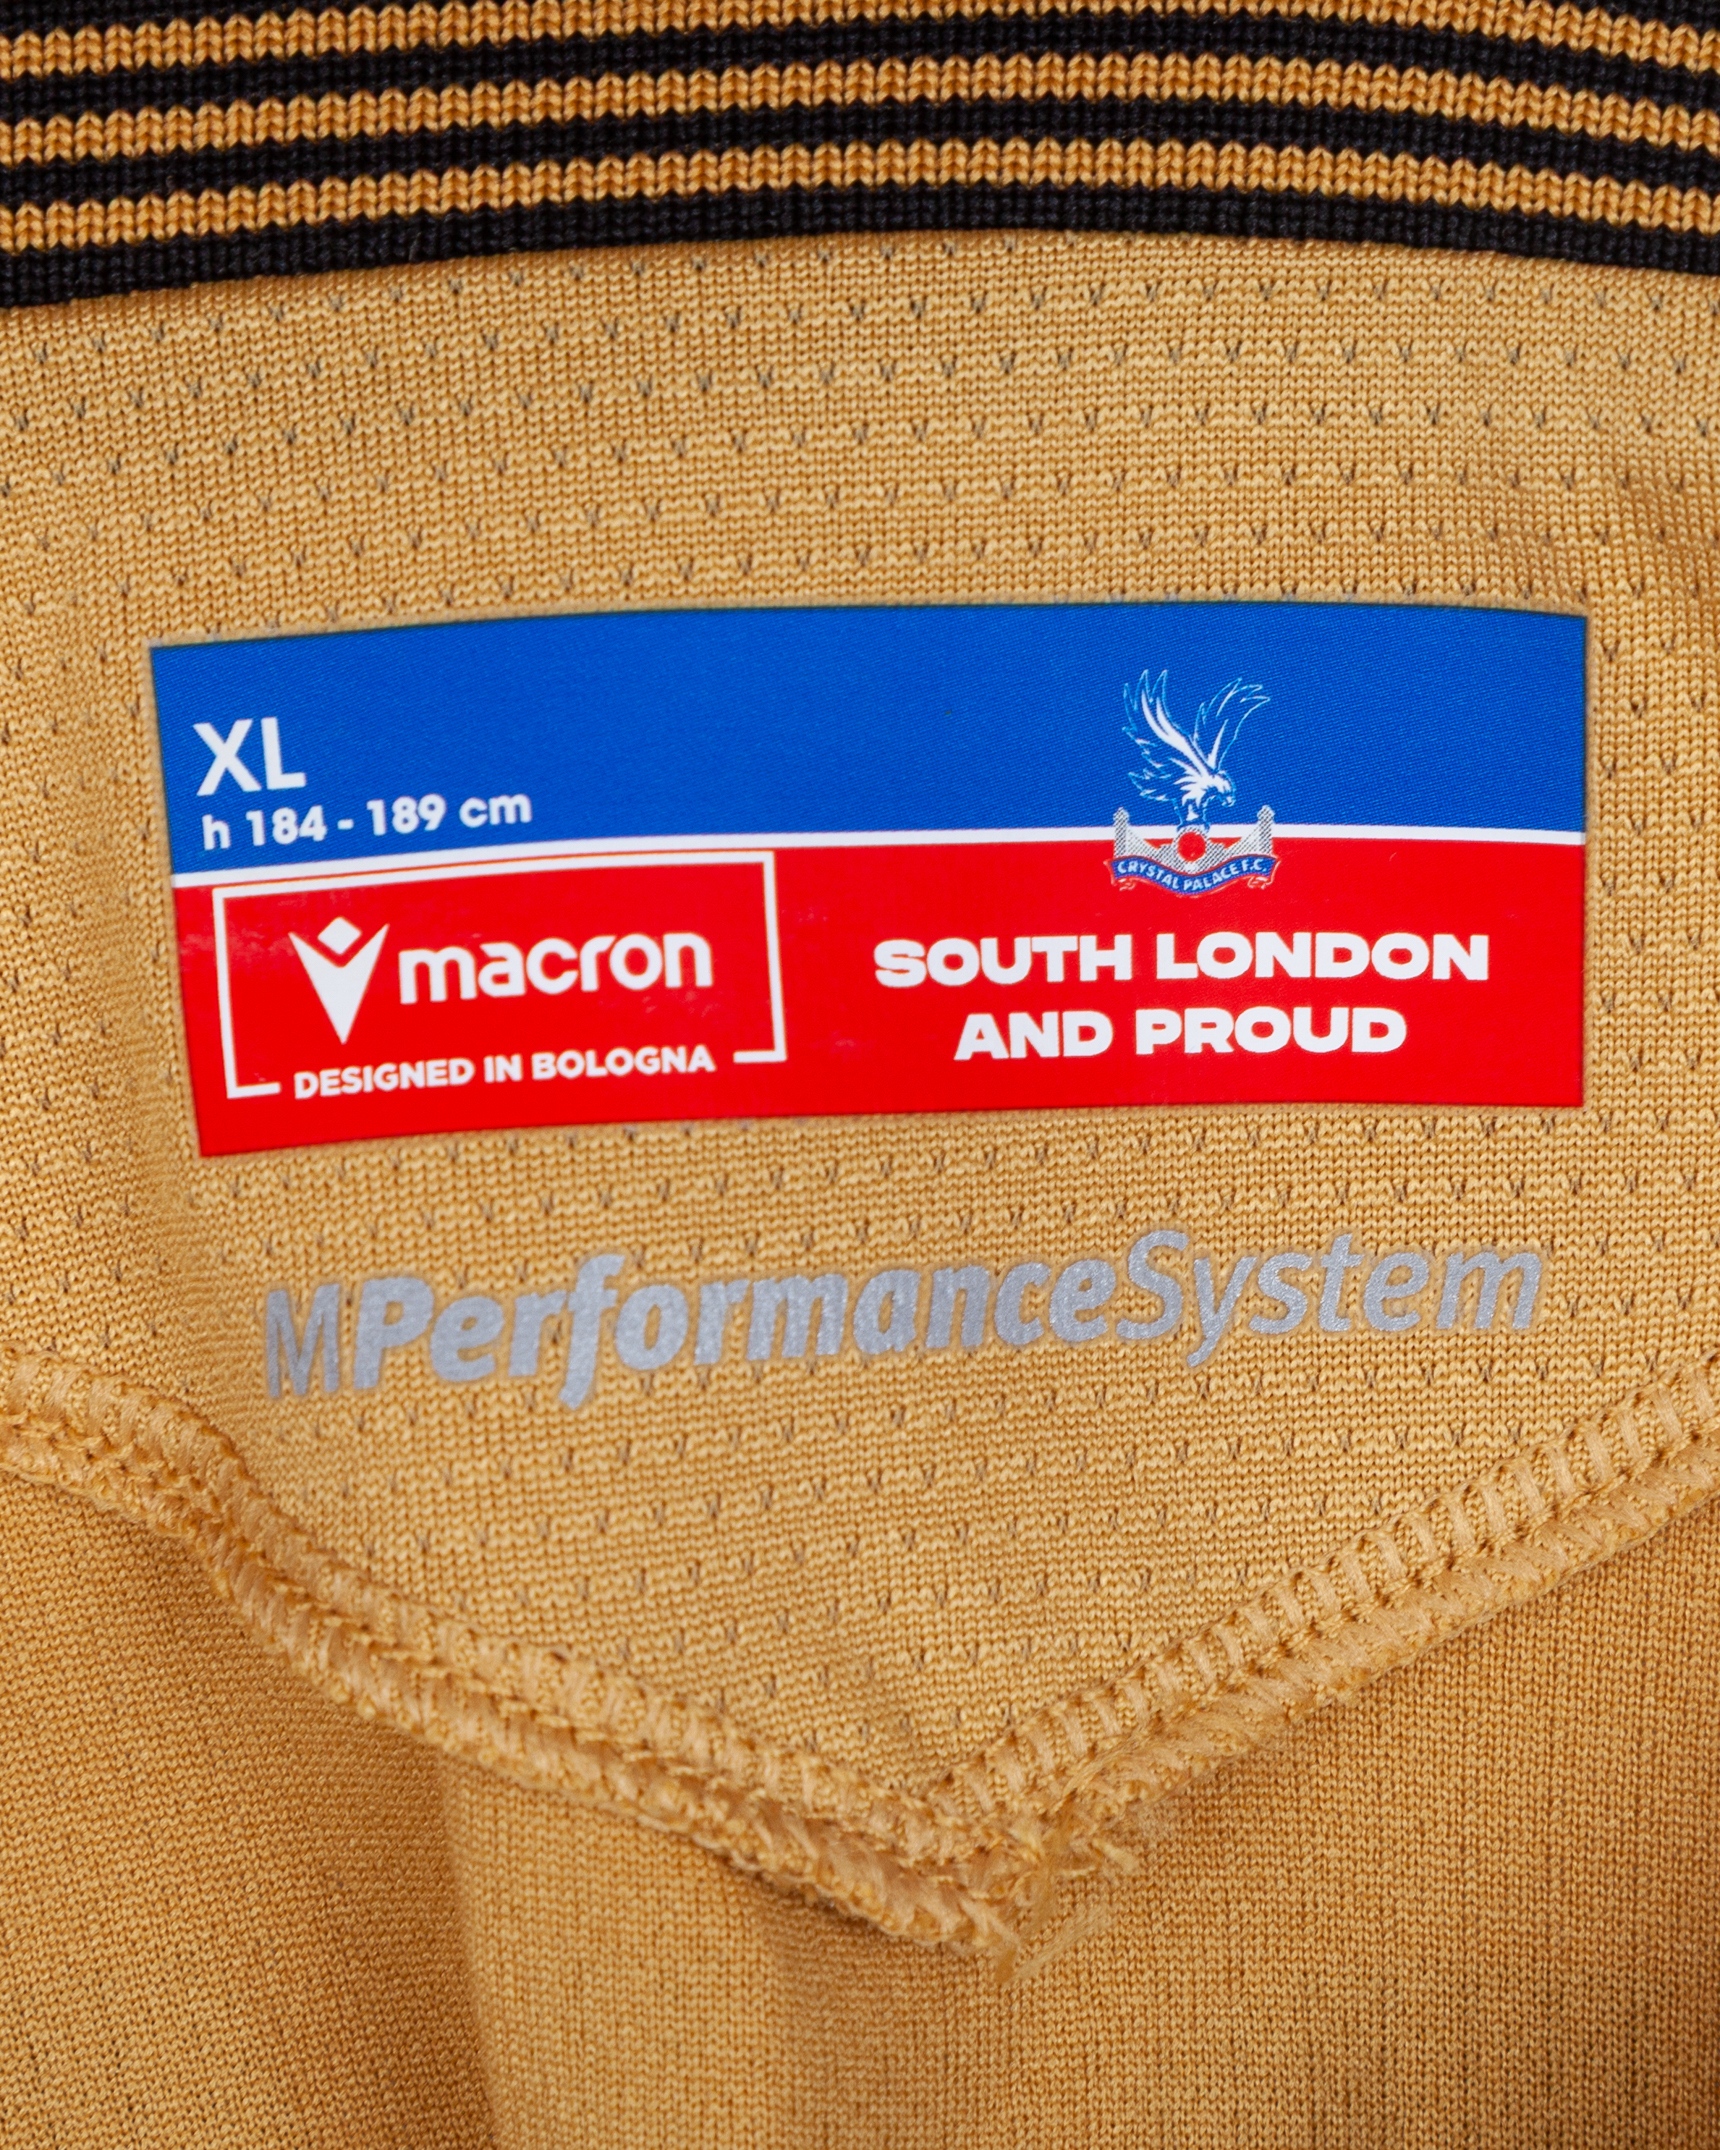 XL
h 184 - 189 cm
CRYSTAL PALACE F.C.
macron
DESIGNED IN BOLOGNA
SOUTH LONDON
AND PROUD
MPerformanceSystem